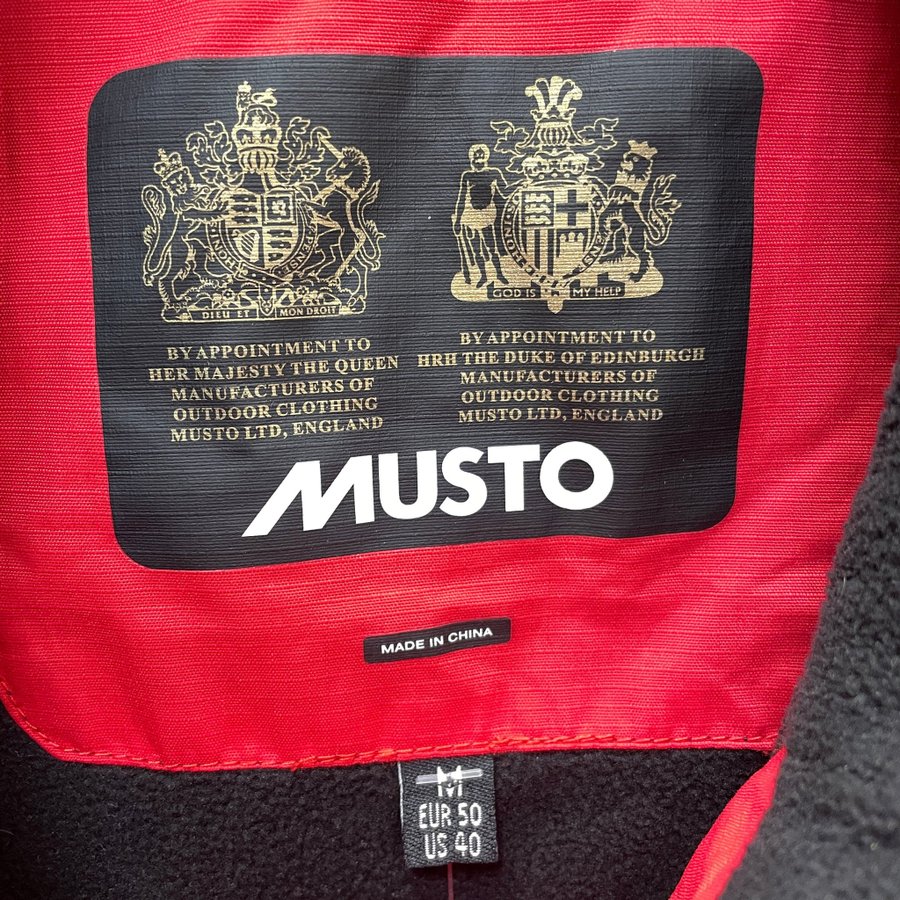 DIEU ET MON DROIT
BY APPOINTMENT TO
HER MAJESTY THE QUEEN
MANUFACTURERS OF
OUTDOOR CLOTHING
MUSTO LTD, ENGLAND
GOD IS MY HELP
BY APPOINTMENT TO
HRH THE DUKE OF EDINBURGH
MANUFACTURERS OF
OUTDOOR CLOTHING
MUSTO LTD, ENGLAND
MUSTO
MADE IN CHINA
M
EUR 50
US 40